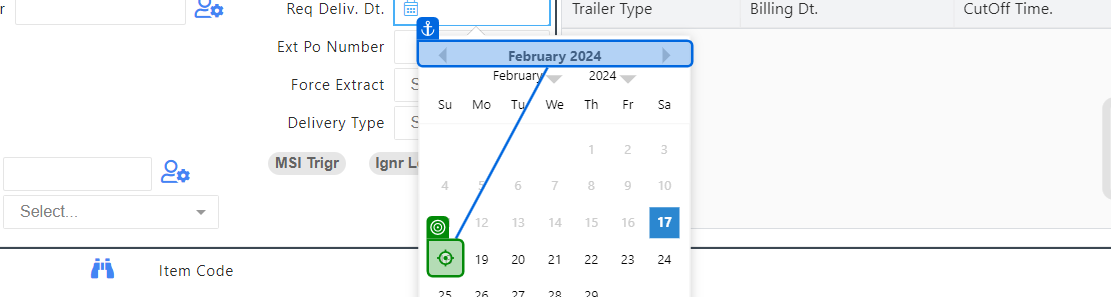 r
Req Deliv. Dt.
Trailer Type Billing Dt. CutOff Time.
Ext Po Number
February 2024
Force Extract S
February 2024
Su Mo Tu We Th Fr Sa
Delivery Type S
1 2 3
MSI Trigr Ignr
4 5 6 7 8 9 10
Select...
12 13 14 15 16 17
19 20 21 22 23 24
Item Code
25 26 27 28 29